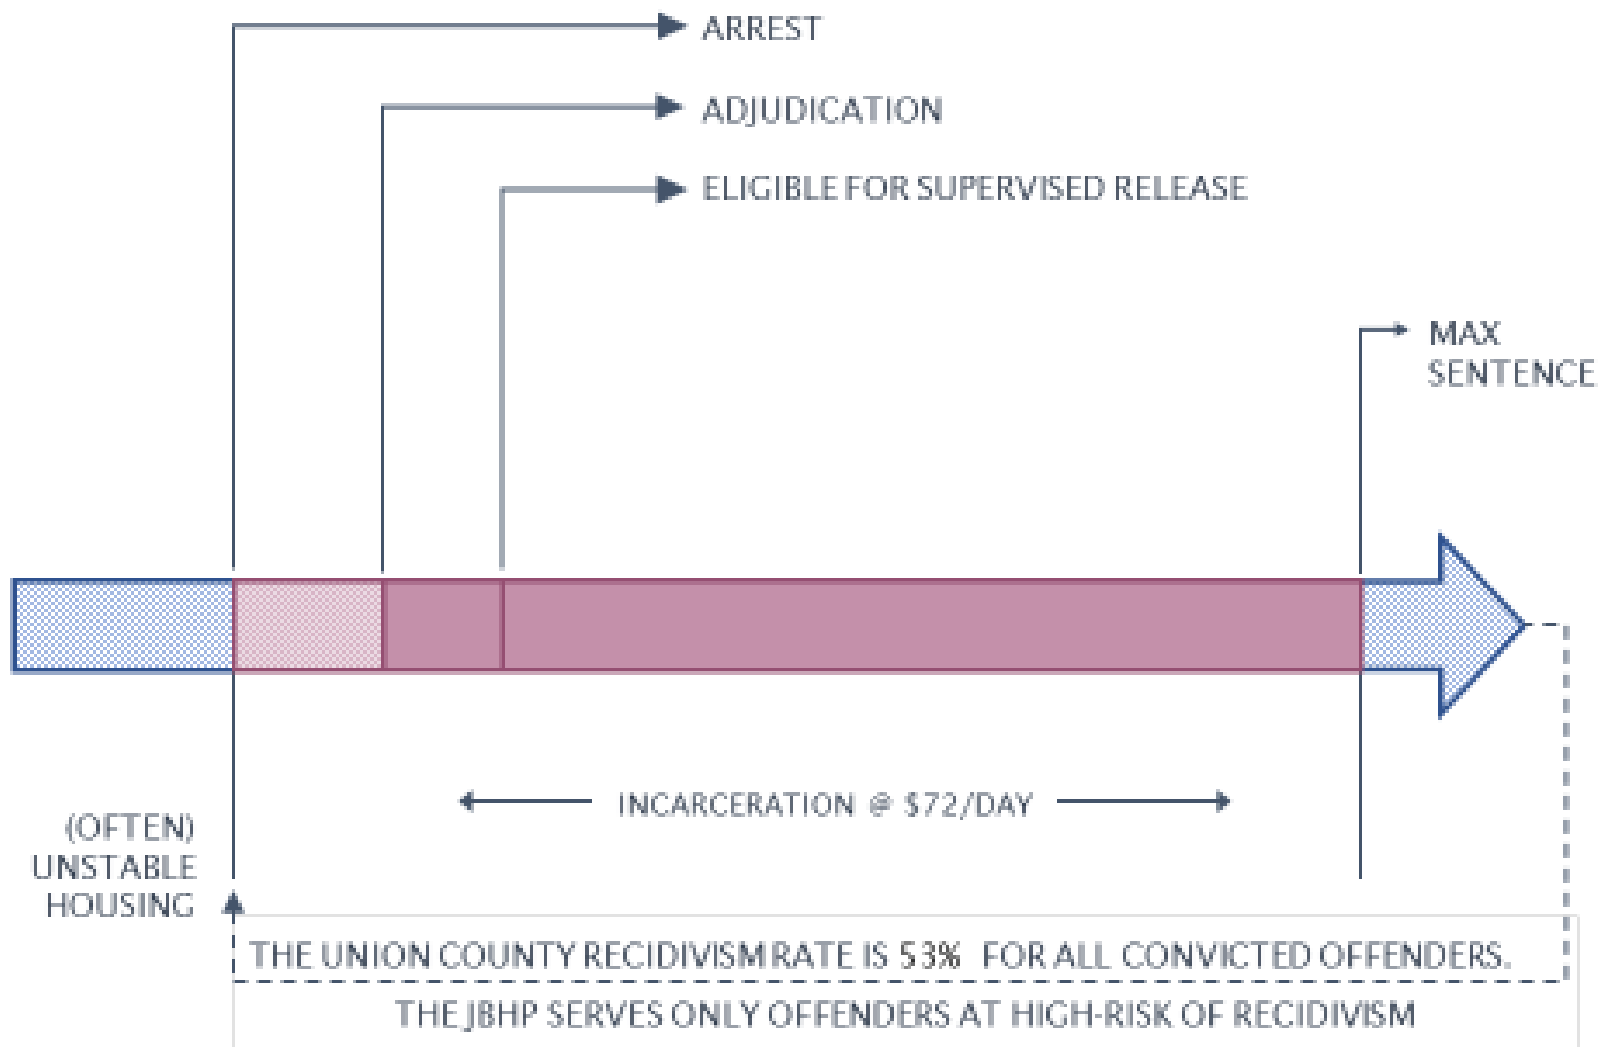 ARREST
ADJUDICATION
ELIGIBLE FOR SUPERVISED RELEASE
MAX
SENTENCE
INCARCERATION @ $72/DAY
(OFTEN)
UNSTABLE
HOUSING
THE UNION COUNTY RECIDIVISM RATE IS 53% FOR ALL CONVICTED OFFENDERS.
THE JBHP SERVES ONLY OFFENDERS AT HIGH-RISK OF RECIDIVISM